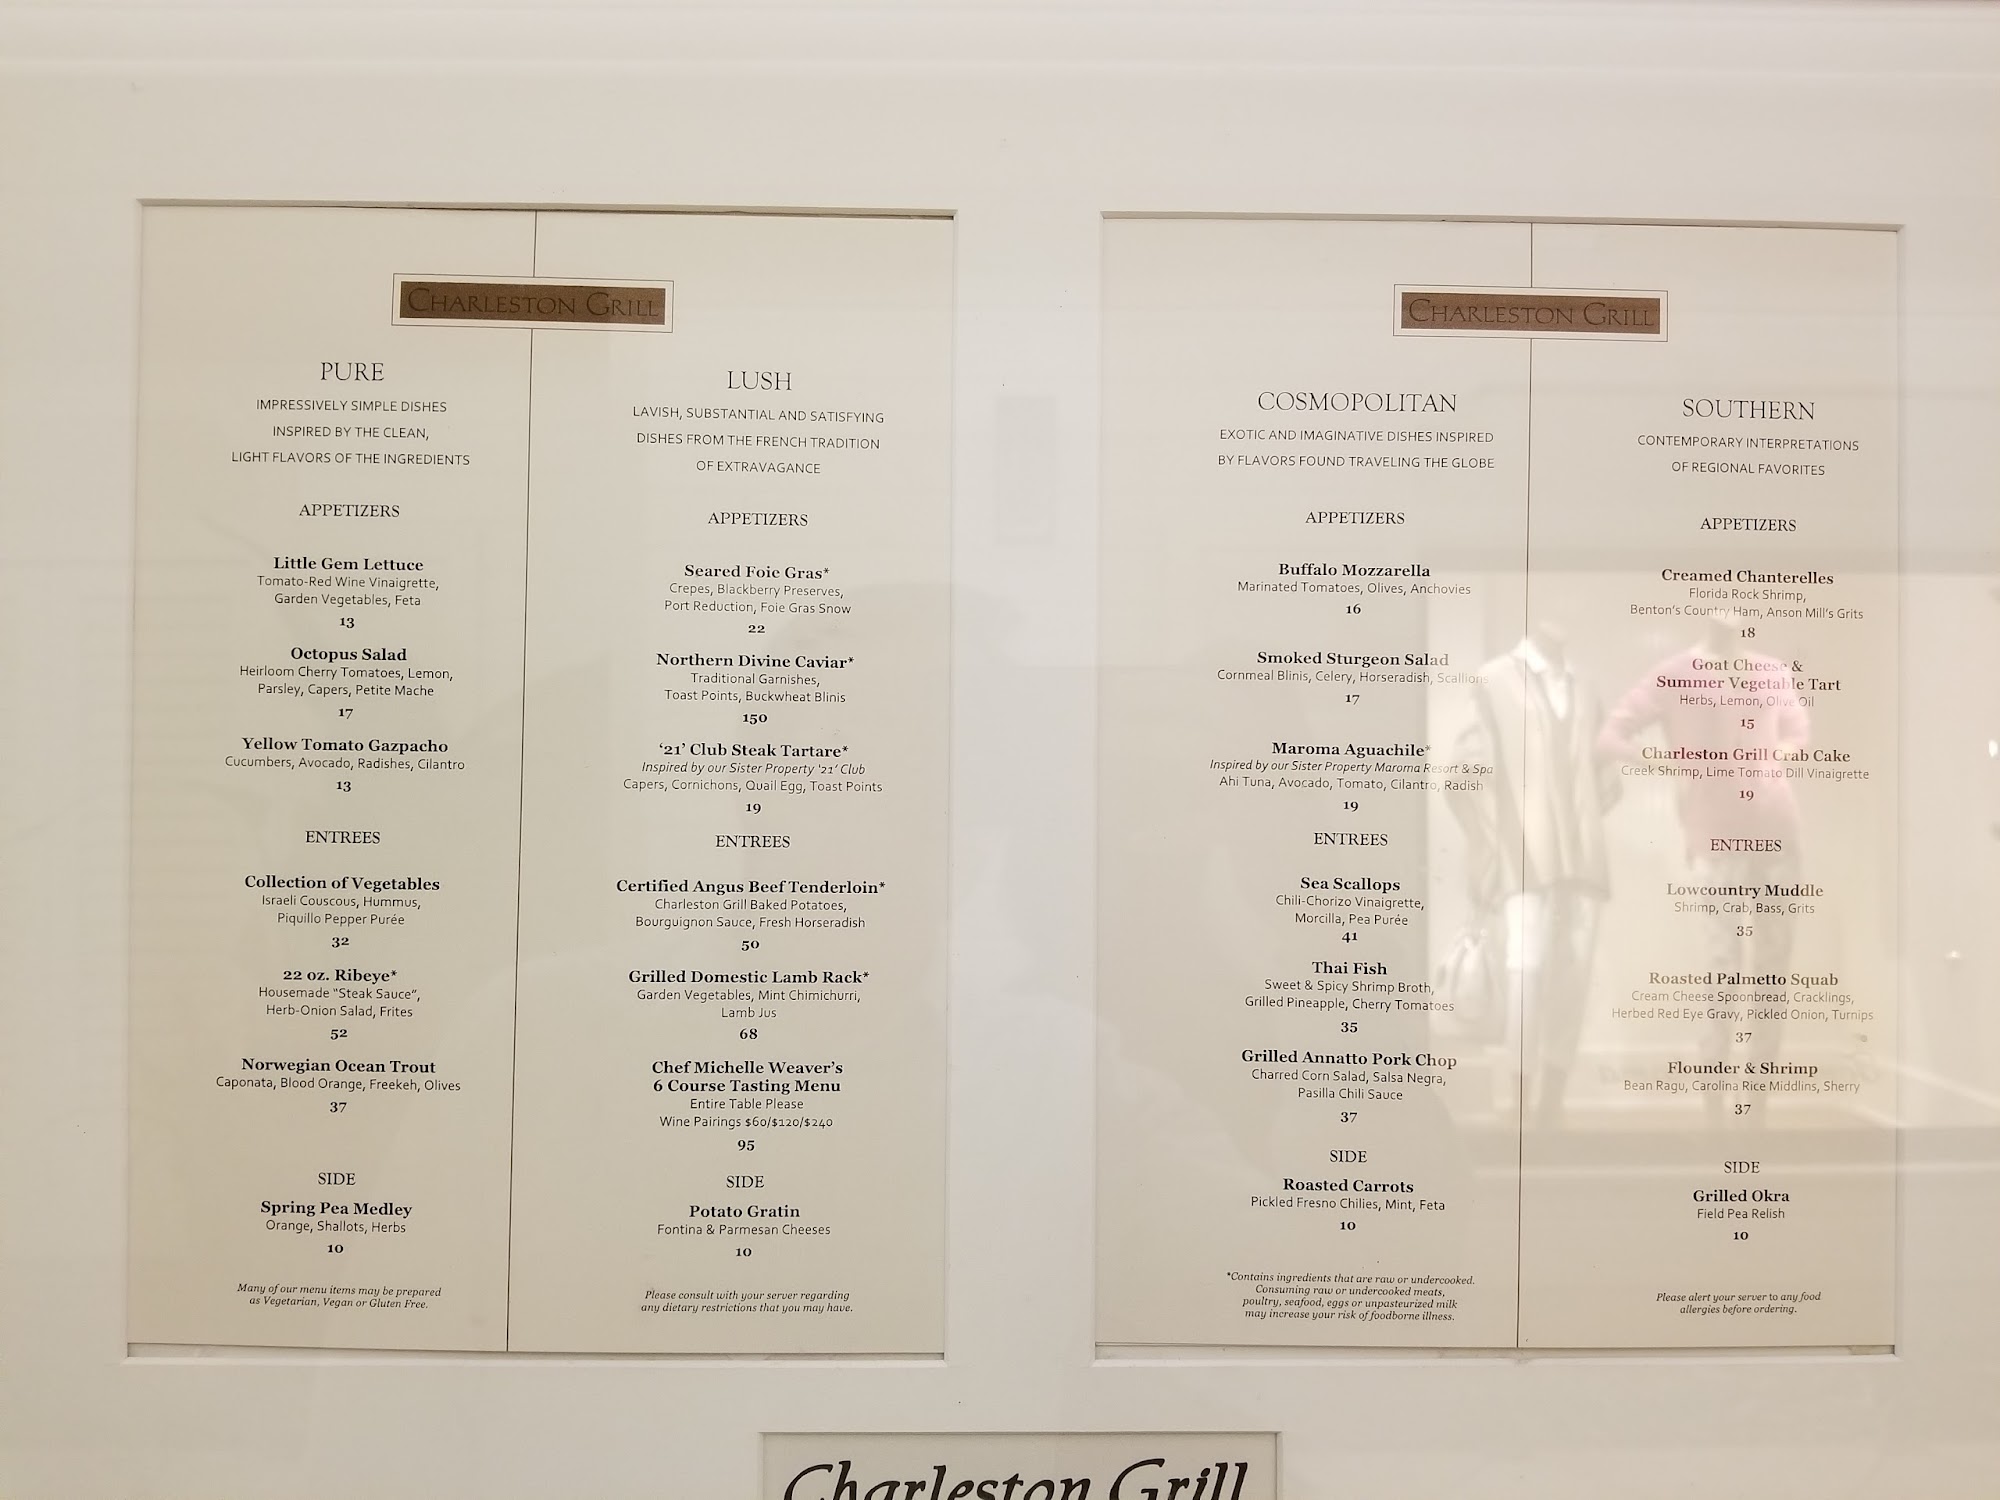 CHARLESTON GRILL
PURE
IMPRESSIVELY SIMPLE DISHES
INSPIRED BY THE CLEAN,
LIGHT FLAVORS OF THE INGREDIENTS
APPETIZERS
Little Gem Lettuce
Tomato-Red Wine Vinaigrette,
Garden Vegetables, Feta
13
Octopus Salad
Heirloom Cherry Tomatoes, Lemon,
Parsley, Capers, Petite Mache
17
Yellow Tomato Gazpacho
Cucumbers, Avocado, Radishes, Cilantro
13
ENTREES
Collection of Vegetables
Israeli Couscous, Hummus,
Piquillo Pepper Purée
32
22 oz. Ribeye*
Housemade "Steak Sauce",
Herb-Onion Salad, Frites
52
Norwegian Ocean Trout
Caponata, Blood Orange, Freekeh, Olives
37
SIDE
Spring Pea Medley
Orange, Shallots, Herbs
10
Many of our menu items may be prepared
as Vegetarian, Vegan or Gluten Free.
LUSH
LAVISH, SUBSTANTIAL AND SATISFYING
DISHES FROM THE FRENCH TRADITION
OF EXTRAVAGANCE
APPETIZERS
Seared Foie Gras*
Crepes, Blackberry Preserves,
Port Reduction, Foie Gras Snow
22
Northern Divine Caviar*
Traditional Garnishes,
Toast Points, Buckwheat Blinis
150
'21' Club Steak Tartare*
Inspired by our Sister Property '21' Club
Capers, Cornichons, Quail Egg, Toast Points
19
ENTREES
Certified Angus Beef Tenderloin*
Charleston Grill Baked Potatoes,
Bourguignon Sauce, Fresh Horseradish
50
Grilled Domestic Lamb Rack*
Garden Vegetables, Mint Chimichurri,
Lamb Jus
68
Chef Michelle Weaver's
6 Course Tasting Menu
Entire Table Please
Wine Pairings $60/$120/$240
95
SIDE
Potato Gratin
Fontina & Parmesan Cheeses
10
Please consult with your server regarding
any dietary restrictions that you may have.
CHARLESTON GRILL
COSMOPOLITAN
EXOTIC AND IMAGINATIVE DISHES INSPIRED
BY FLAVORS FOUND TRAVELING THE GLOBE
APPETIZERS
Buffalo Mozzarella
Marinated Tomatoes, Olives, Anchovies
16
Smoked Sturgeon Salad
Cornmeal Blinis, Celery, Horseradish, Scallions
17
Maroma Aguachile*
Inspired by our Sister Property Maroma Resort & Spa
Ahi Tuna, Avocado, Tomato, Cilantro, Radish
19
ENTREES
Sea Scallops
Chili-Chorizo Vinaigrette,
Morcilla, Pea Purée
41
Thai Fish
Sweet & Spicy Shrimp Broth,
Grilled Pineapple, Cherry Tomatoes
35
Grilled Annatto Pork Chop
Charred Corn Salad, Salsa Negra,
Pasilla Chili Sauce
37
SIDE
Roasted Carrots
Pickled Fresno Chilies, Mint, Feta
10
*Contains ingredients that are raw or undercooked.
Consuming raw or undercooked meats,
poultry, seafood, eggs or unpasteurized milk
may increase your risk of foodborne illness.
SOUTHERN
CONTEMPORARY INTERPRETATIONS
OF REGIONAL FAVORITES
APPETIZERS
Creamed Chanterelles
Florida Rock Shrimp,
Benton's Country Ham, Anson Mill's Grits
18
Goat Cheese &
Summer Vegetable Tart
Herbs, Lemon, Olive Oil
15
Charleston Grill Crab Cake
Creek Shrimp, Lime Tomato Dill Vinaigrette
19
ENTREES
Lowcountry Muddle
Shrimp, Crab, Bass, Grits
35
Roasted Palmetto Squab
Cream Cheese Spoonbread, Cracklings,
Herbed Red Eye Gravy, Pickled Onion, Turnips
37
Flounder & Shrimp
Bean Ragu, Carolina Rice Middlins, Sherry
37
SIDE
Grilled Okra
Field Pea Relish
10
Please alert your server to any food
allergies before ordering.
Charleston Grill